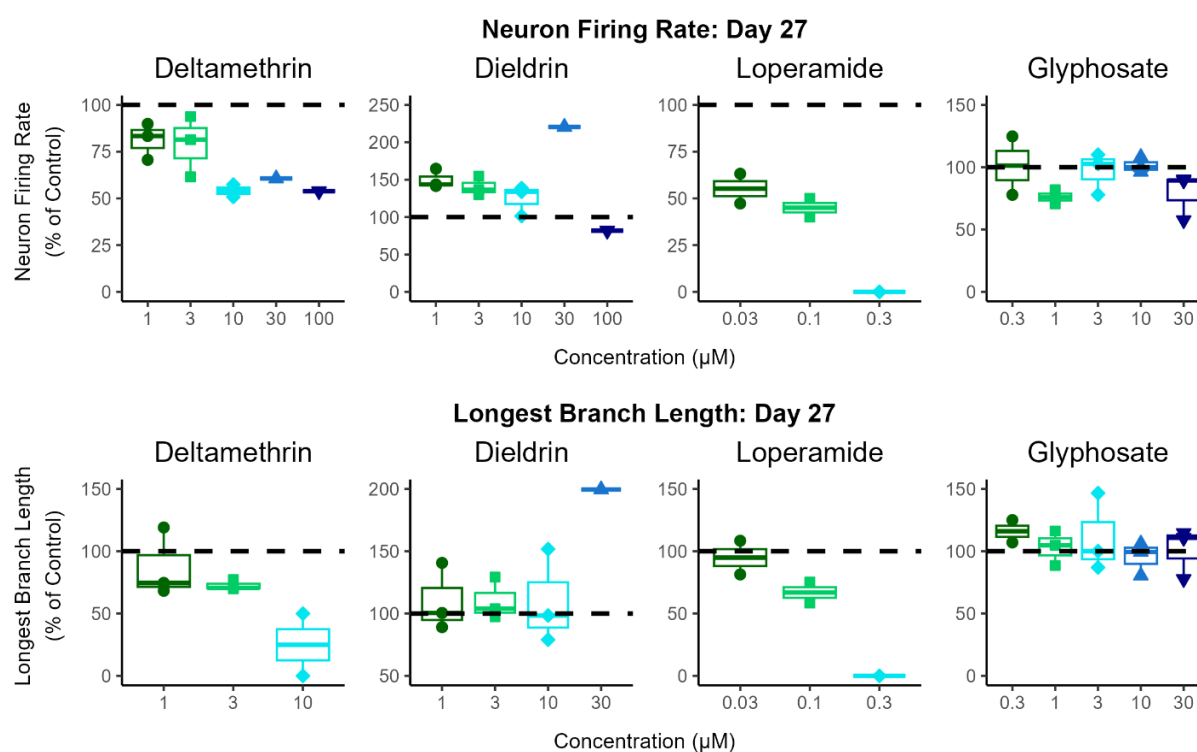 Neuron Firing Rate: Day 27
Deltamethrin Dieldrin Loperamide Glyphosate
Neuron Firing Rate
(% of Control)
100
75
50
25
0
1 3 10 30 100
250
200
150
100
50
0
1 3 10 30 100
100
75
50
25
0
0.03 0.1 0.3
150
100
50
0
0.3 1 3 10 30
Concentration (µM)
Longest Branch Length: Day 27
Deltamethrin Dieldrin Loperamide Glyphosate
Longest Branch Length
(% of Control)
150
100
50
0
1 3 10
200
150
100
50
1 3 10 30
150
100
50
0
0.03 0.1 0.3
150
100
50
0
0.3 1 3 10 30
Concentration (µM)